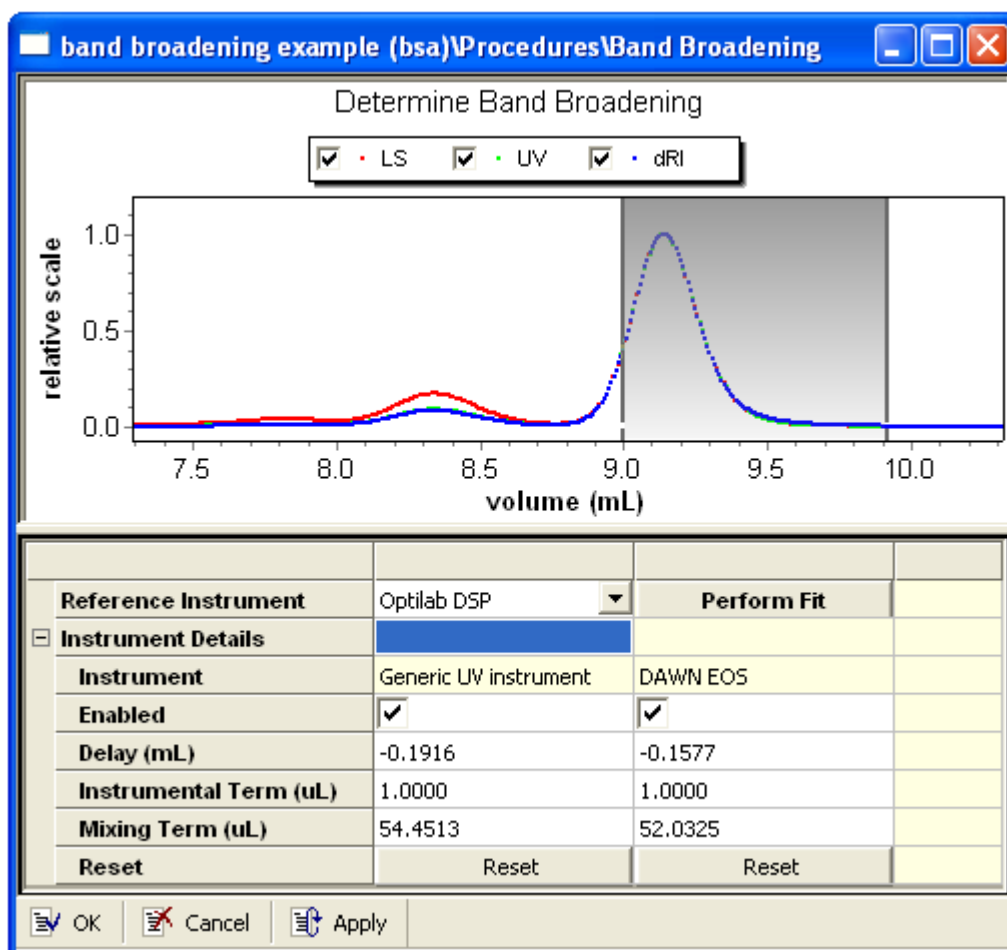 band broadening example (bsa)\Procedures\Band Broadening
Determine Band Broadening
LS UV dRI
relative scale
1.0
0.5
0.0
7.5 8.0 8.5 9.0 9.5 10.0
volume (mL)
Reference Instrument Optilab DSP Perform Fit
Instrument Details
Instrument Generic UV instrument DAWN EOS
Enabled
Delay (mL) -0.1916 -0.1577
Instrumental Term (uL) 1.0000 1.0000
Mixing Term (uL) 54.4513 52.0325
Reset Reset Reset
OK Cancel Apply